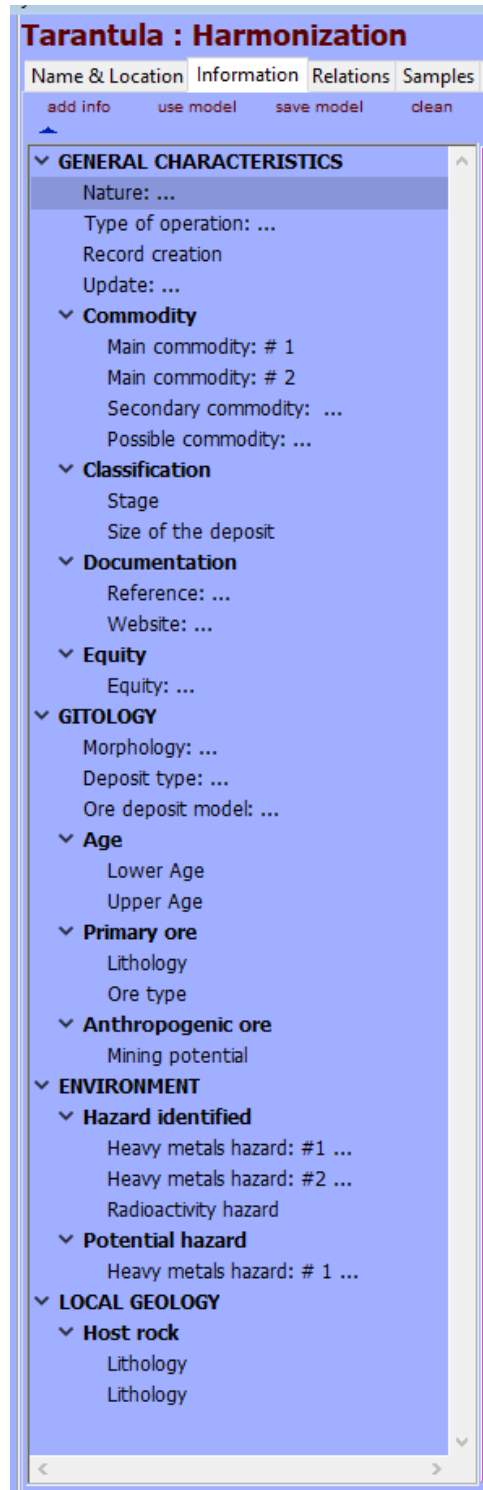 Tarantula : Harmonization
Name & Location Information Relations Samples
add info use model save model clean
GENERAL CHARACTERISTICS
Nature: ...
Type of operation: ...
Record creation
Update: ...
Commodity
Main commodity: # 1
Main commodity: # 2
Secondary commodity:  ...
Possible commodity: ...
Classification
Stage
Size of the deposit
Documentation
Reference: ...
Website: ...
Equity
Equity: ...
GITOLOGY
Morphology: ...
Deposit type: ...
Ore deposit model: ...
Age
Lower Age
Upper Age
Primary ore
Lithology
Ore type
Anthropogenic ore
Mining potential
ENVIRONMENT
Hazard identified
Heavy metals hazard: #1 ...
Heavy metals hazard: #2 ...
Radioactivity hazard
Potential hazard
Heavy metals hazard: # 1 ...
LOCAL GEOLOGY
Host rock
Lithology
Lithology